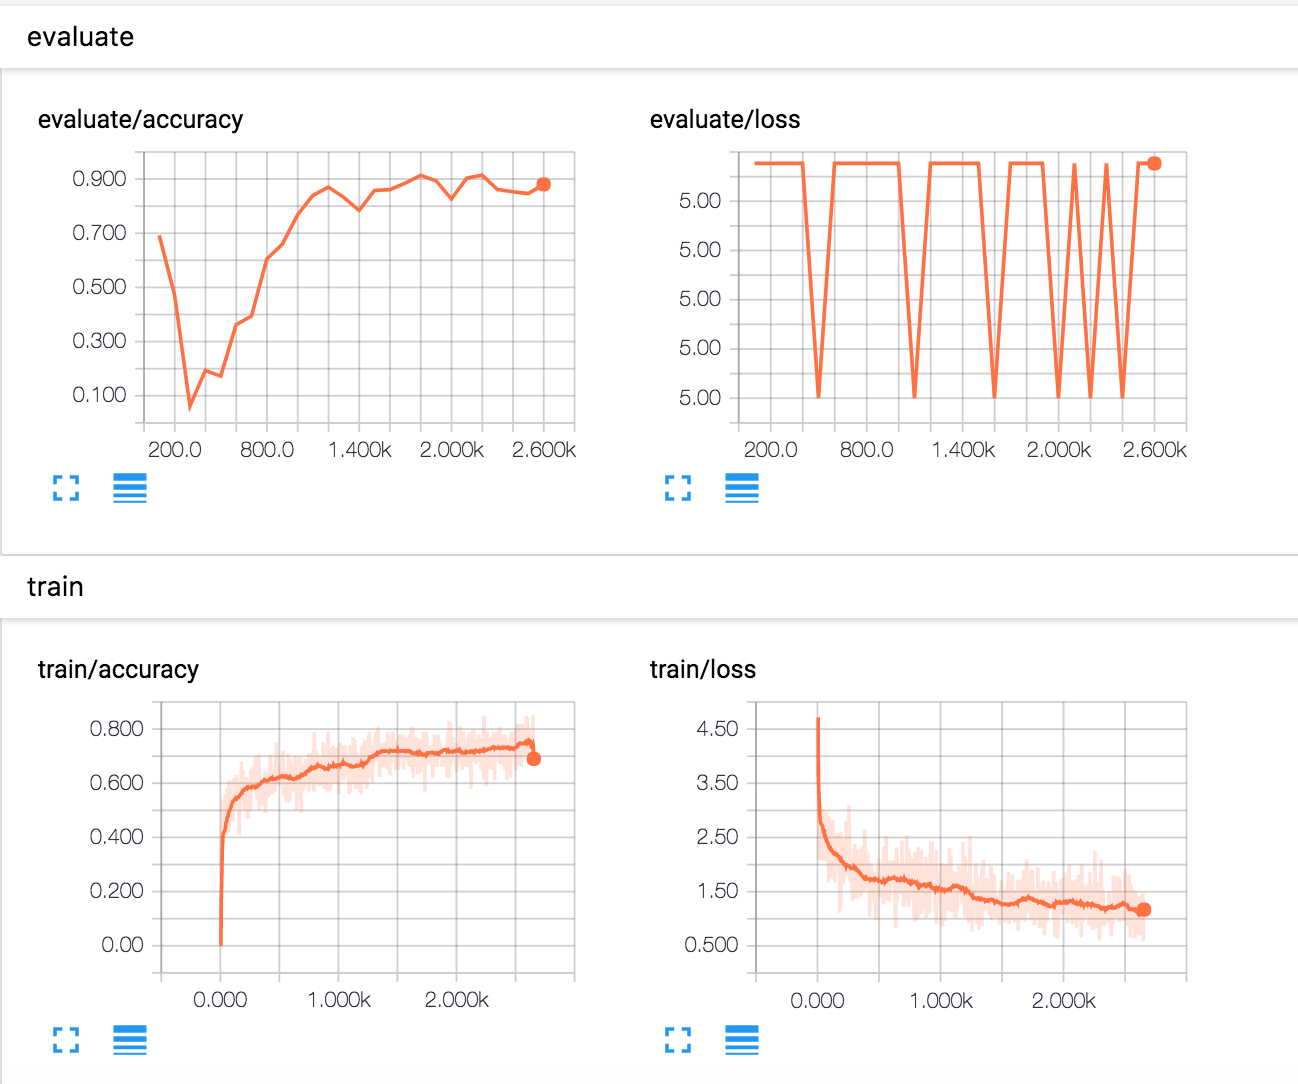 evaluate
evaluate/accuracy
0.900
0.700
0.500
0.300
0.100
200.0 800.0 1.400k 2.000k 2.600k
evaluate/loss
5.00
5.00
5.00
5.00
5.00
200.0 800.0 1.400k 2.000k 2.600k
train
train/accuracy
0.800
0.600
0.400
0.200
0.00
0.000 1.000k 2.000k
train/loss
4.50
3.50
2.50
1.50
0.500
0.000 1.000k 2.000k